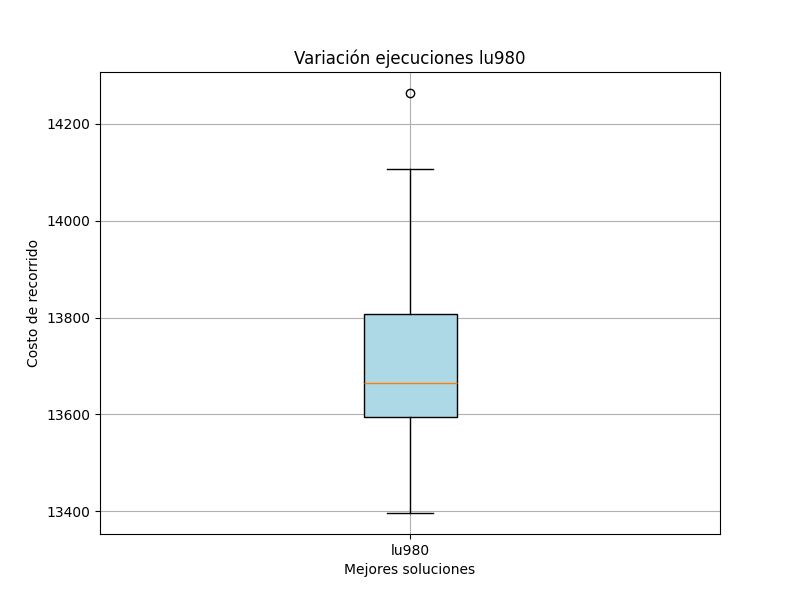 Variación ejecuciones lu980
14200
14000
13800
13600
13400
Costo de recorrido
lu980
Mejores soluciones